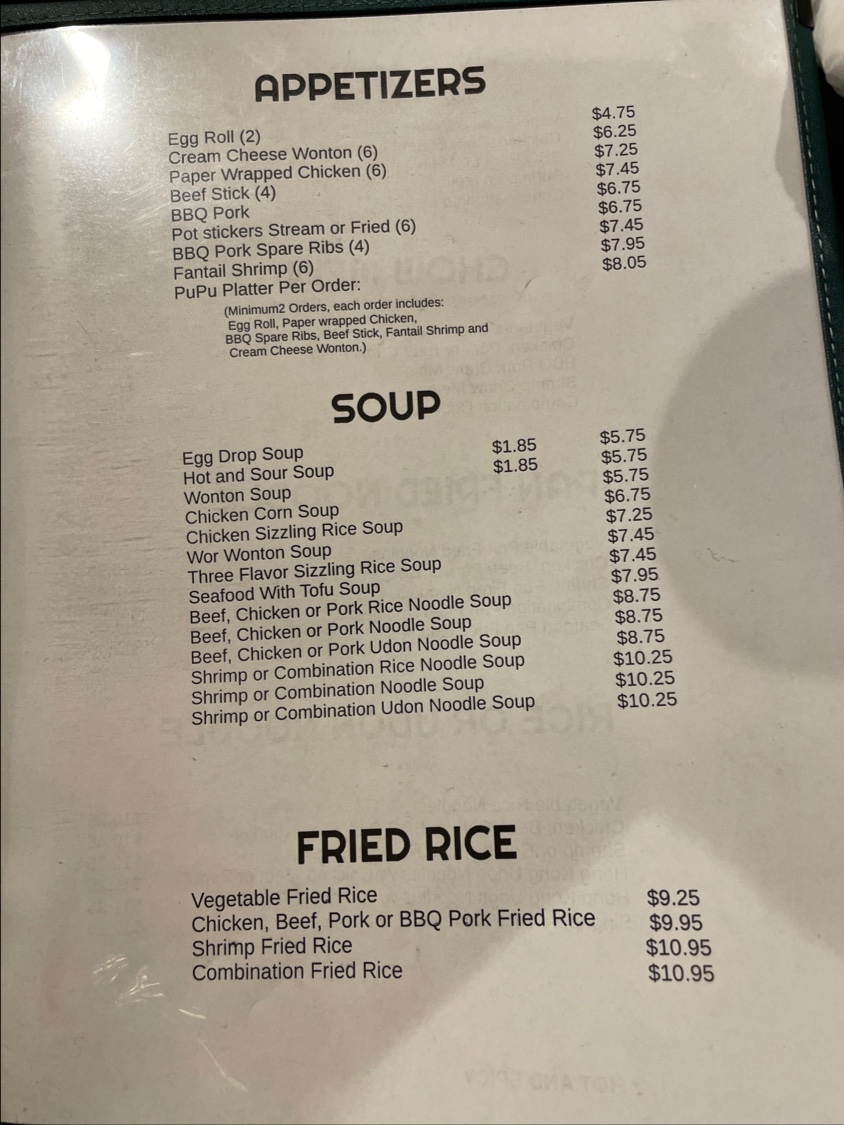 APPETIZERS
Egg Roll (2) $4.75
Cream Cheese Wonton (6) $6.25
Paper Wrapped Chicken (6) $7.25
Beef Stick (4) $7.45
BBQ Pork $6.75
Pot stickers Stream or Fried (6) $6.75
BBQ Pork Spare Ribs (4) $7.45
Fantail Shrimp (6) $7.95
PuPu Platter Per Order: $8.05
(Minimum2 Orders, each order includes:
Egg Roll, Paper wrapped Chicken,
BBQ Spare Ribs, Beef Stick, Fantail Shrimp and
Cream Cheese Wonton.)
SOUP
Egg Drop Soup $1.85 $5.75
Hot and Sour Soup $1.85 $5.75
Wonton Soup $5.75
Chicken Corn Soup $6.75
Chicken Sizzling Rice Soup $7.25
Wor Wonton Soup $7.45
Three Flavor Sizzling Rice Soup $7.45
Seafood With Tofu Soup $7.95
Beef, Chicken or Pork Rice Noodle Soup $8.75
Beef, Chicken or Pork Noodle Soup $8.75
Beef, Chicken or Pork Udon Noodle Soup $8.75
Shrimp or Combination Rice Noodle Soup $10.25
Shrimp or Combination Noodle Soup $10.25
Shrimp or Combination Udon Noodle Soup $10.25
FRIED RICE
Vegetable Fried Rice $9.25
Chicken, Beef, Pork or BBQ Pork Fried Rice $9.95
Shrimp Fried Rice $10.95
Combination Fried Rice $10.95